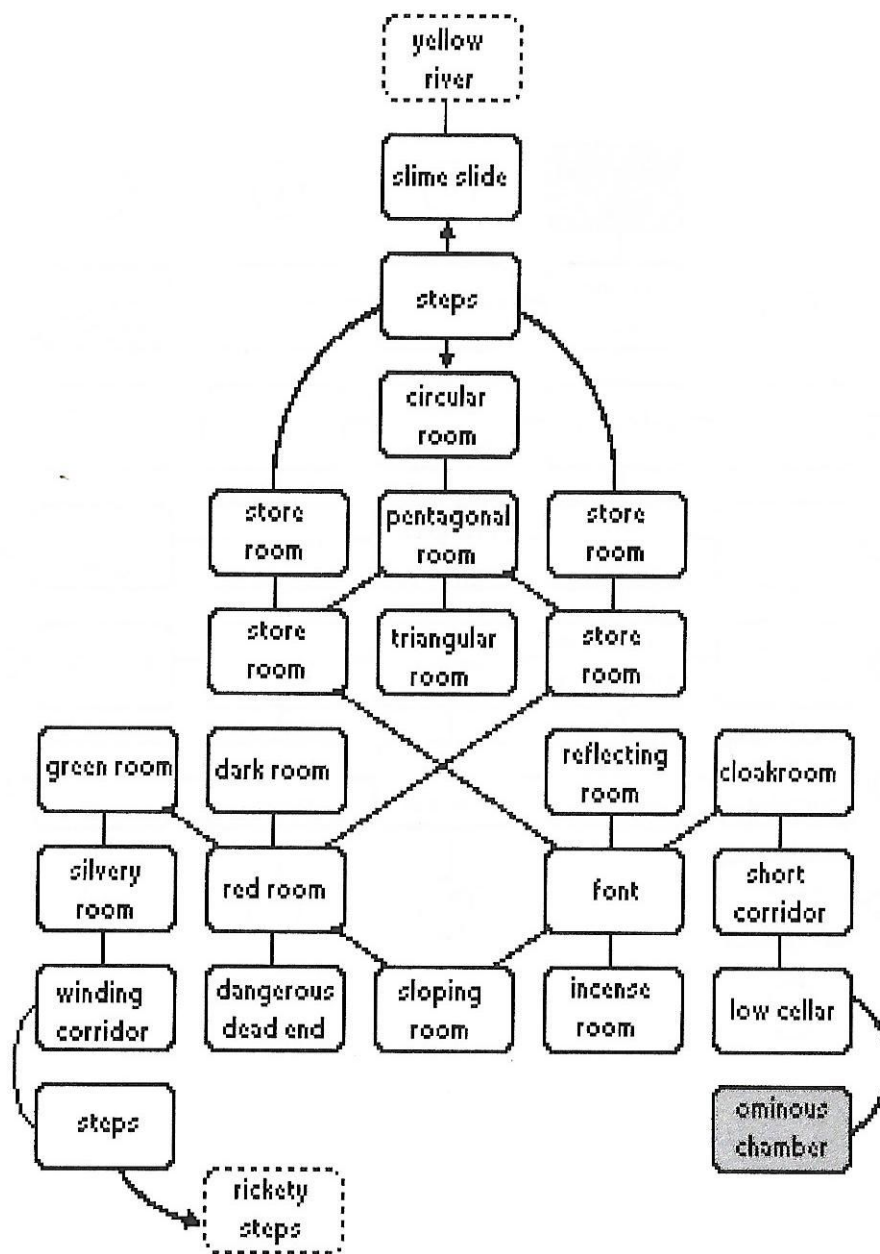 yellow
river
slime slide
steps
circular
room
store
room
pentagonal
room
store
room
store
room
triangular
room
store
room
green room
dark room
reflecting
room
cloakroom
silvery
room
red room
font
short
corridor
winding
corridor
dangerous
dead end
sloping
room
incense
room
low cellar
steps
ominous
chamber
rickety
steps